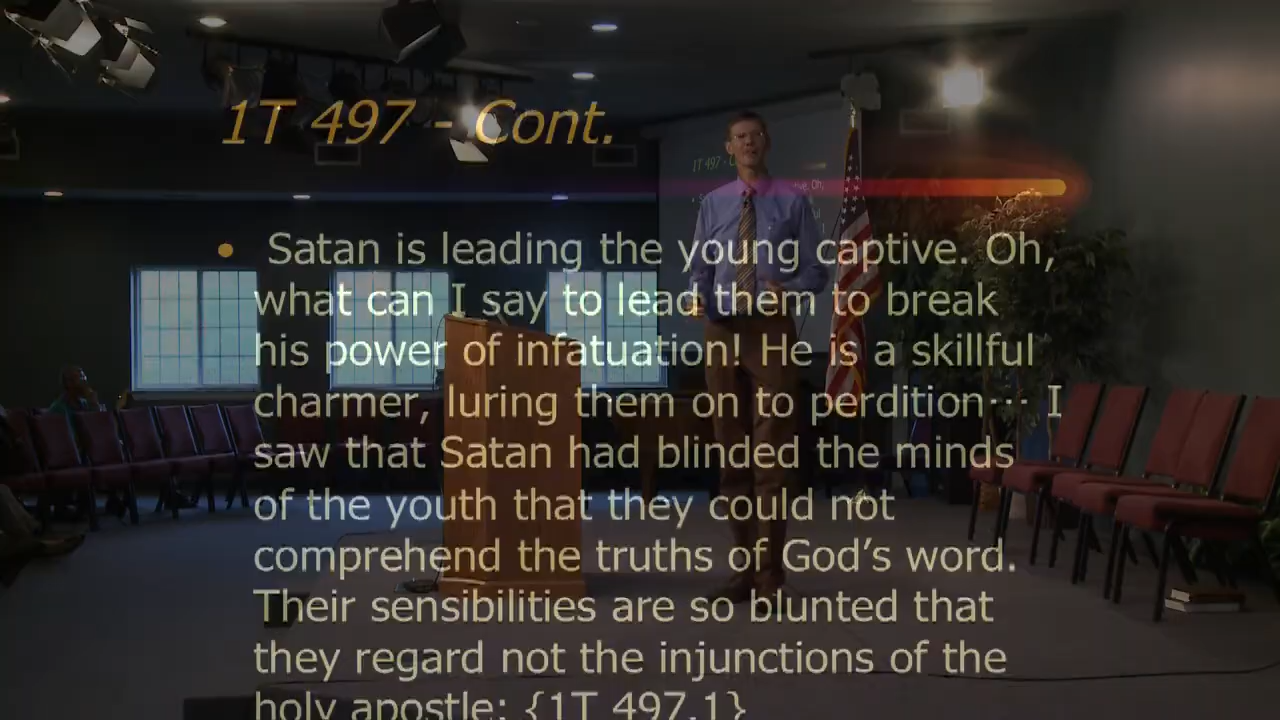 1T 497 - Cont.
Satan is leading the young captive. Oh,
what can I say to lead them to break
his power of infatuation! He is a skillful
charmer, luring them on to perdition… I
saw that Satan had blinded the minds
of the youth that they could not
comprehend the truths of God’s word.
Their sensibilities are so blunted that
they regard not the injunctions of the
holy apostle: {1T 497.1}
1T 497 -